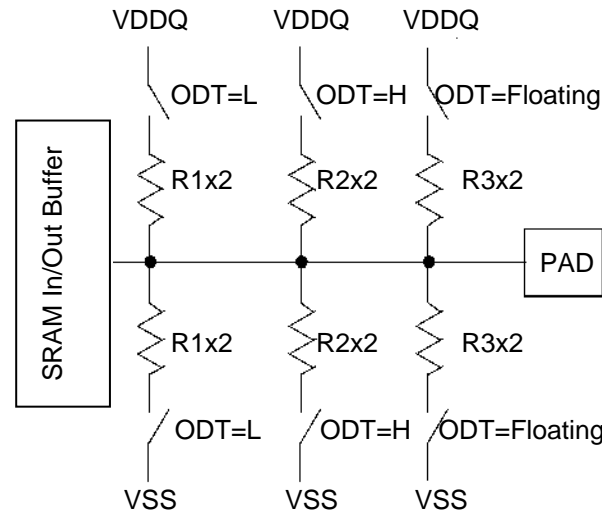 VDDQ VDDQ VDDQ
ODT=L ODT=H ODT=Floating
R1x2 R2x2 R3x2
SRAM In/Out Buffer
PAD
R1x2 R2x2 R3x2
ODT=L ODT=H ODT=Floating
VSS VSS VSS